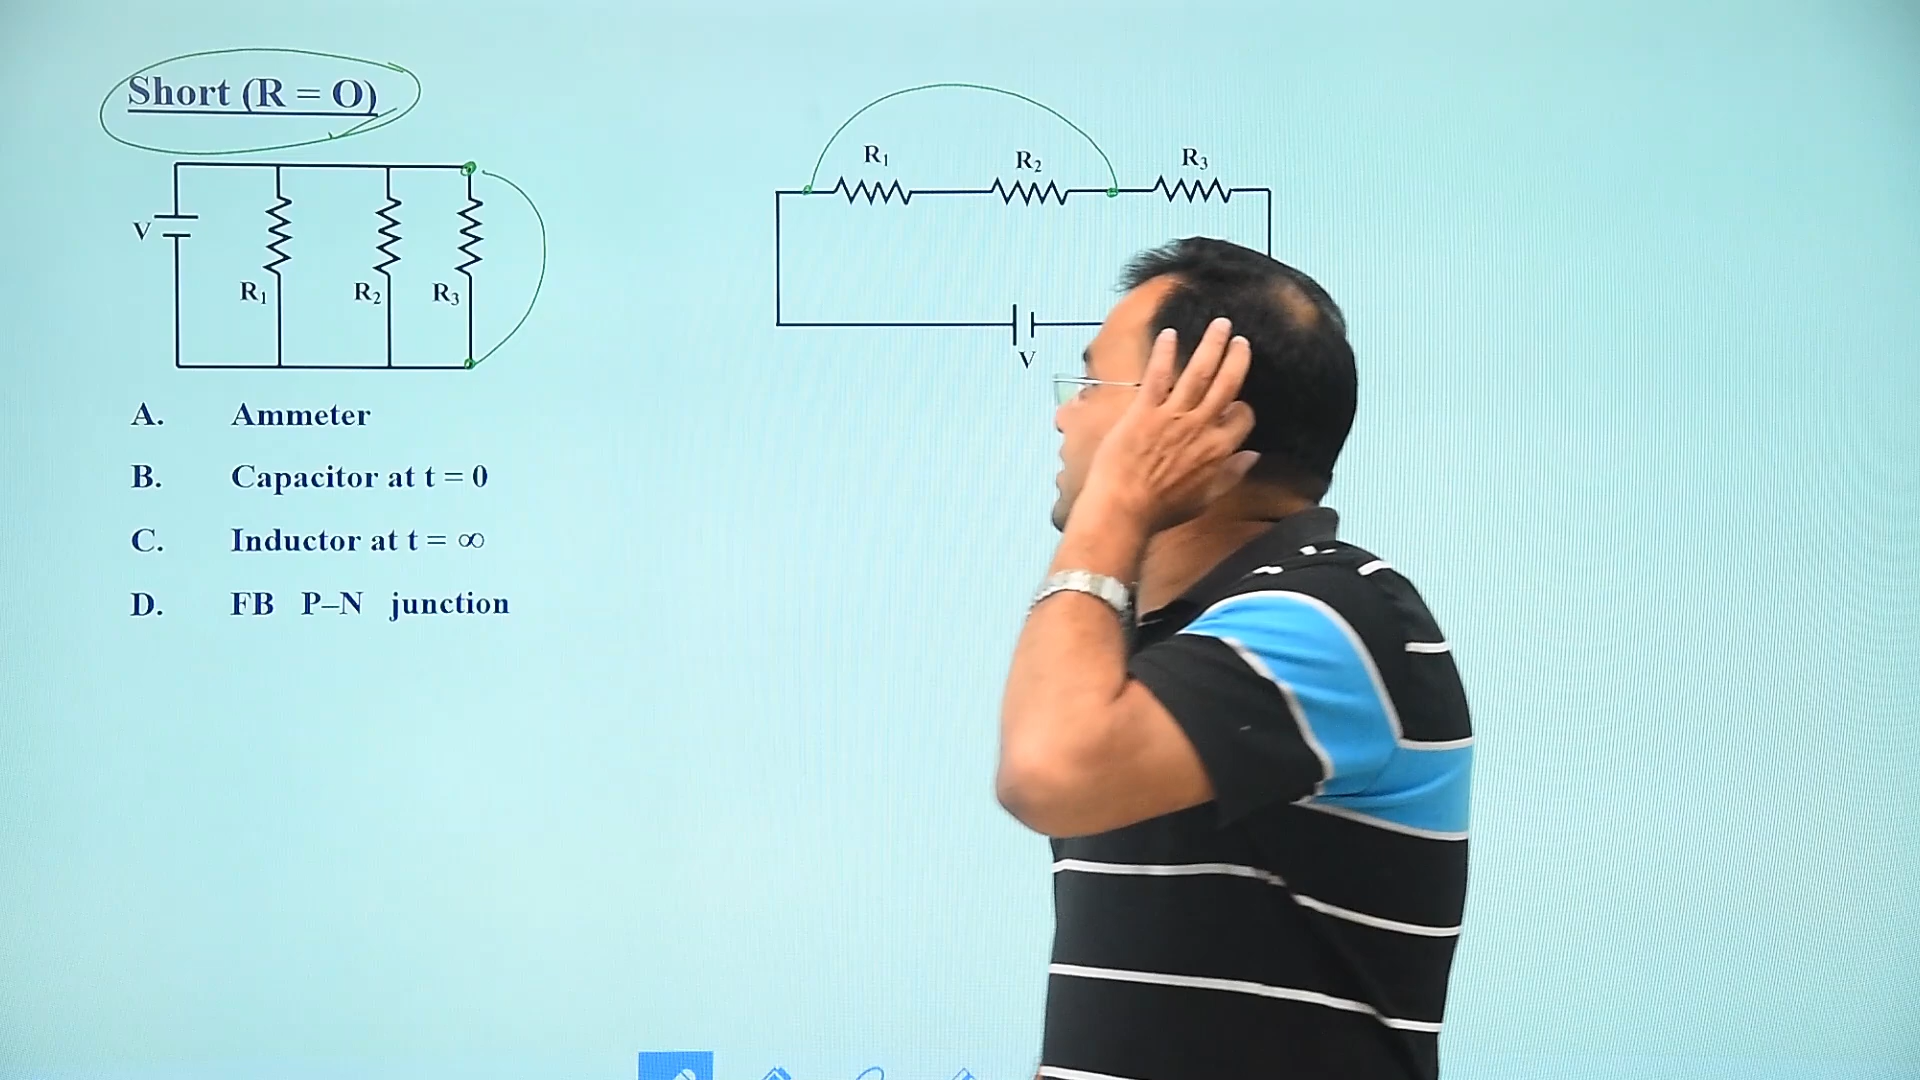 Short (R = O)
R₁ R₂ R₃
V
R₁ R₂ R₃
V
A. Ammeter
B. Capacitor at t = 0
C. Inductor at t = ∞
D. FB P–N junction